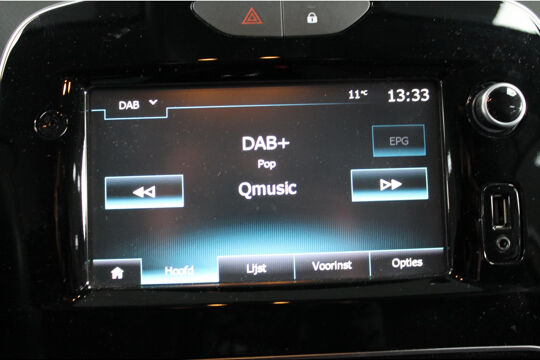 DAB
11°C 13:33
DAB+
EPG
Pop
Qmusic
Hoofd Lijst Voorinst Opties